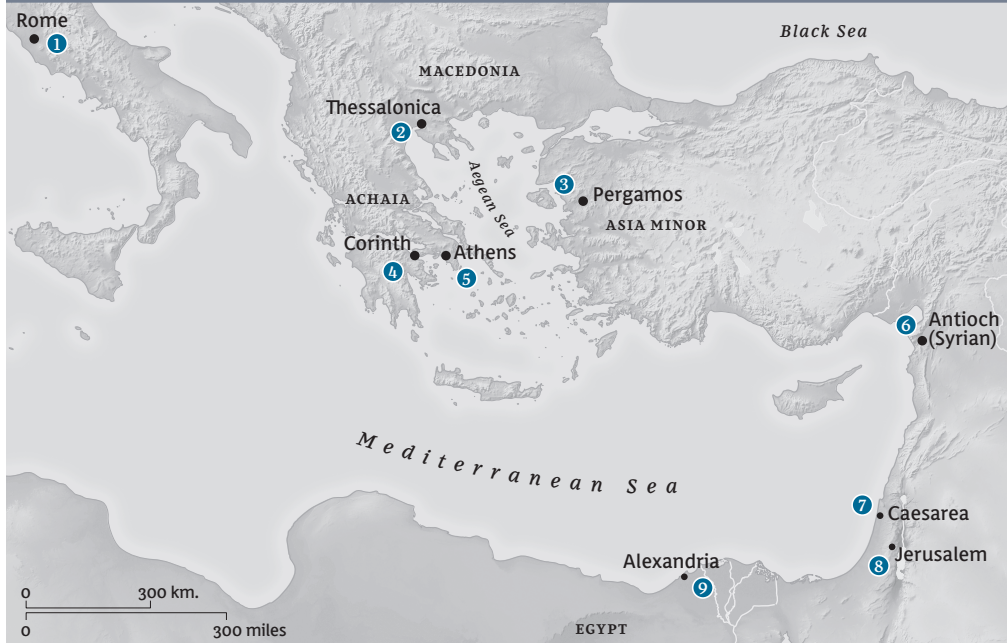 Rome
1
Black Sea
MACEDONIA
Thessalonica
2
Aegean Sea
3
Pergamos
ACHAIA
ASIA MINOR
Corinth
4
Athens
5
6
Antioch
(Syrian)
Mediterranean Sea
7
Caesarea
8
Jerusalem
Alexandria
9
EGYPT
0 300 km.
0 300 miles